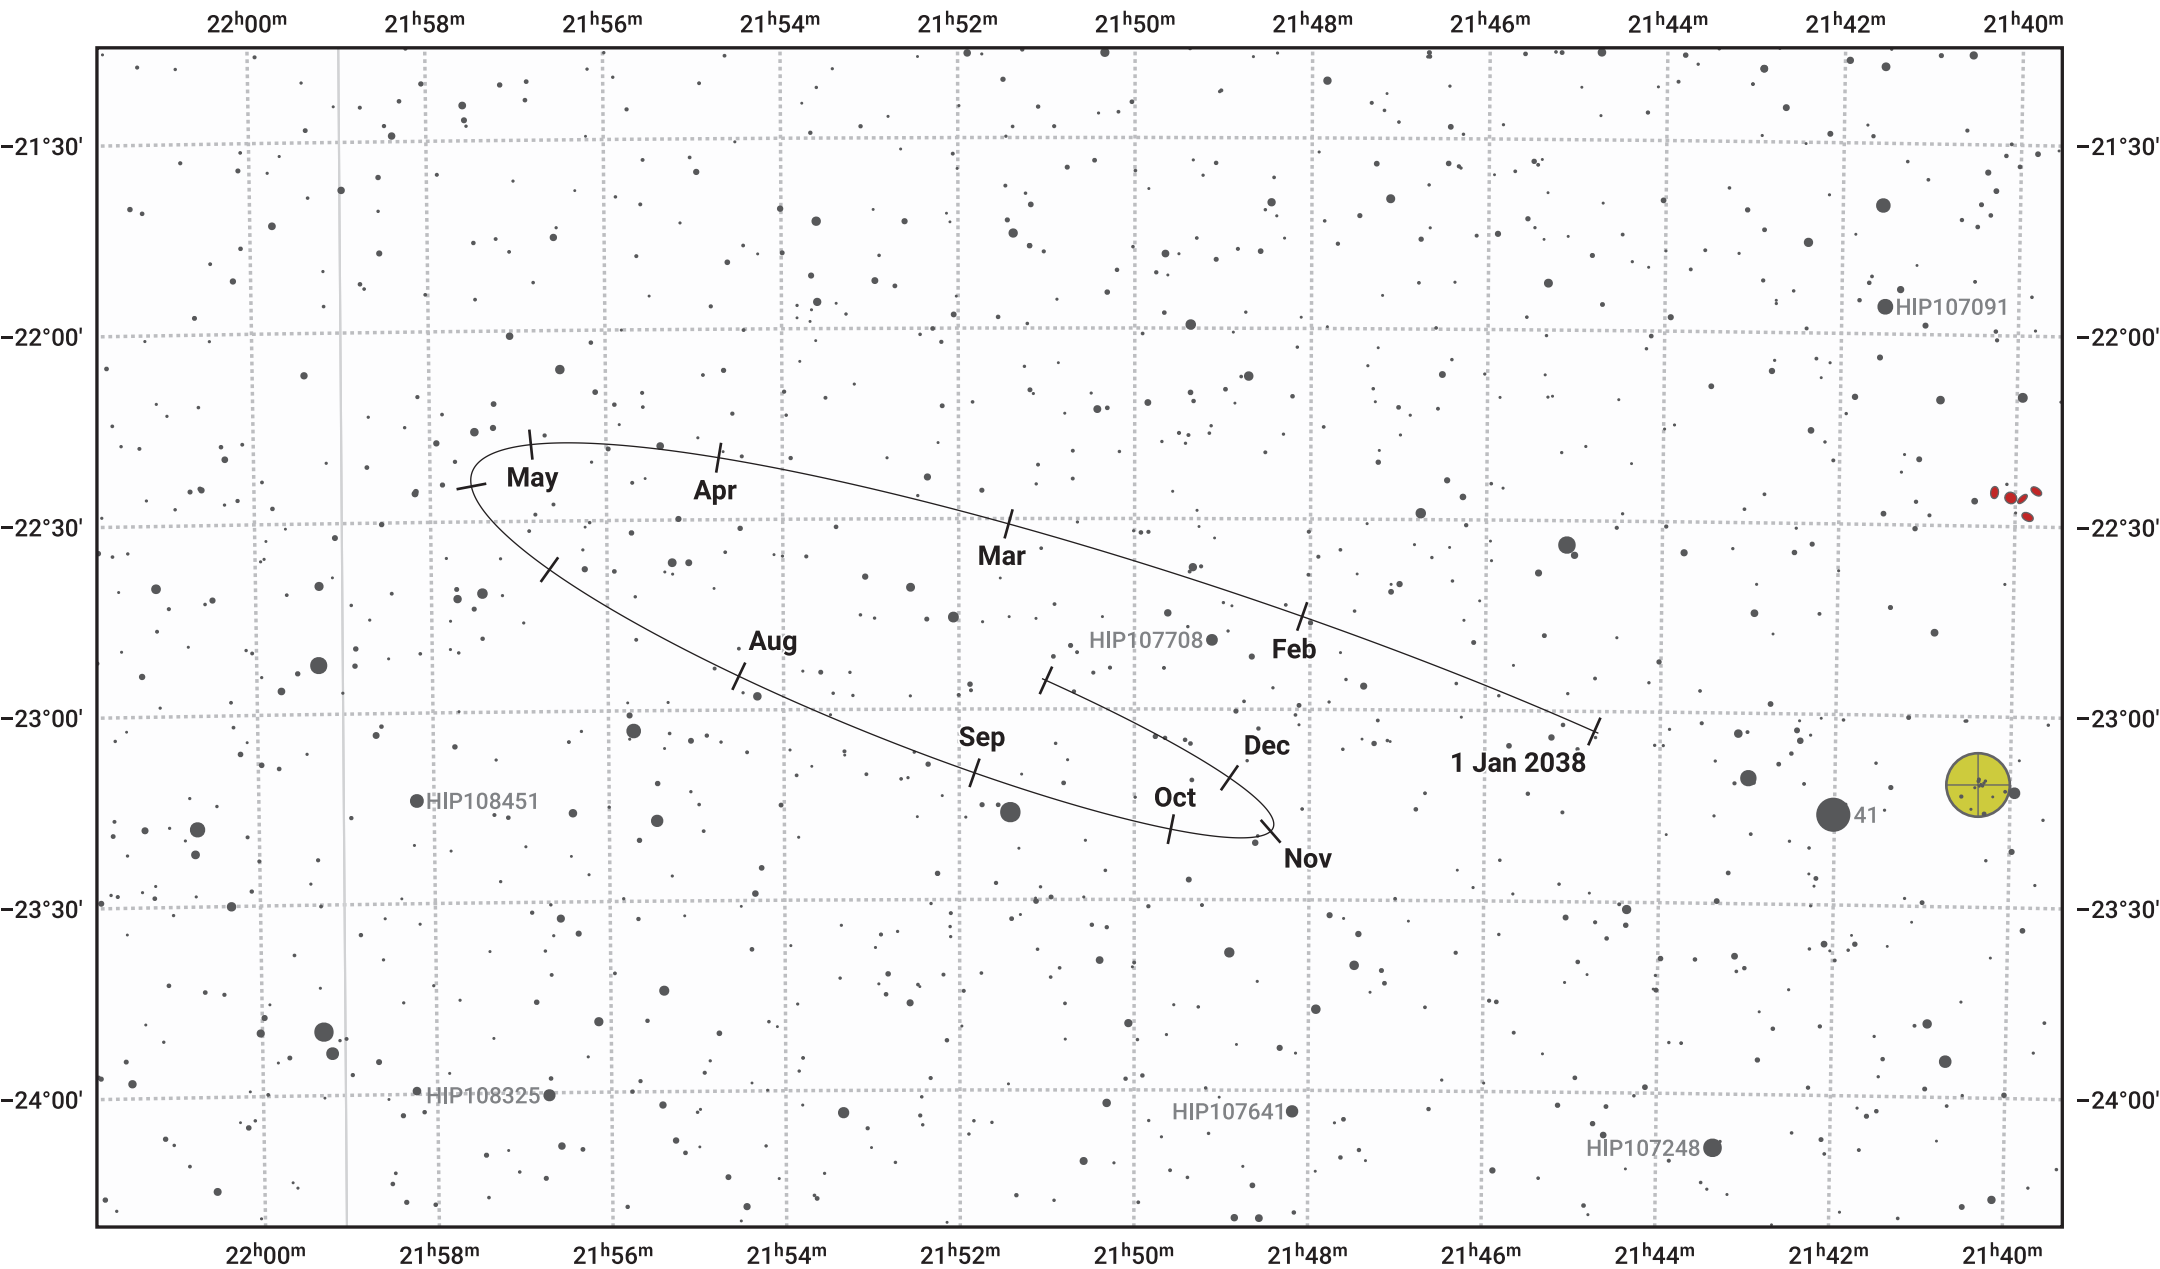 22ʰ00ᵐ 21ʰ58ᵐ 21ʰ56ᵐ 21ʰ54ᵐ 21ʰ52ᵐ 21ʰ50ᵐ 21ʰ48ᵐ 21ʰ46ᵐ 21ʰ44ᵐ 21ʰ42ᵐ 21ʰ40ᵐ
−21°30' −21°30'
HIP107091
−22°00' −22°00'
May
Apr
−22°30' −22°30'
Mar
Aug
HIP107708
Feb
−23°00' −23°00'
Sep
Dec
1 Jan 2038
Oct
HIP108451
41
Nov
−23°30' −23°30'
HIP108325
−24°00' −24°00'
HIP107641
HIP107248
22ʰ00ᵐ 21ʰ58ᵐ 21ʰ56ᵐ 21ʰ54ᵐ 21ʰ52ᵐ 21ʰ50ᵐ 21ʰ48ᵐ 21ʰ46ᵐ 21ʰ44ᵐ 21ʰ42ᵐ 21ʰ40ᵐ